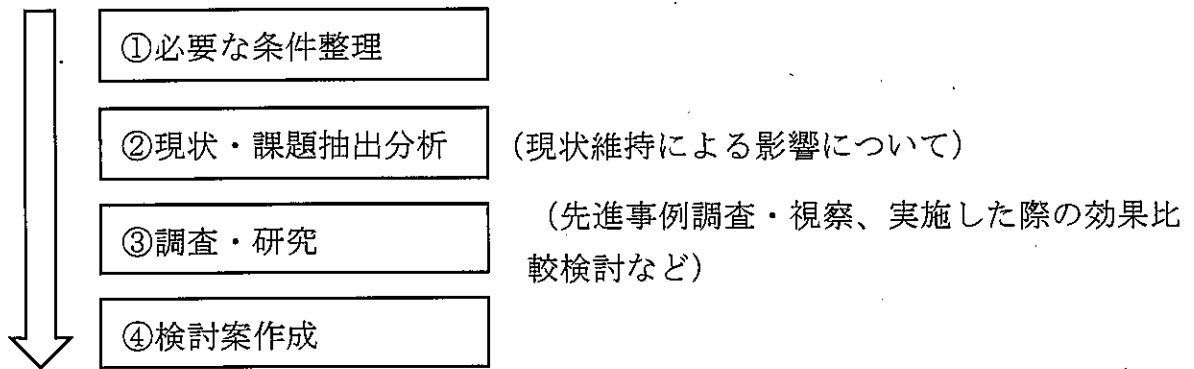 ①必要な条件整理
②現状・課題抽出分析 (現状維持による影響について)
③調査・研究
(先進事例調査・視察、実施した際の効果比
較検討など)
④検討案作成